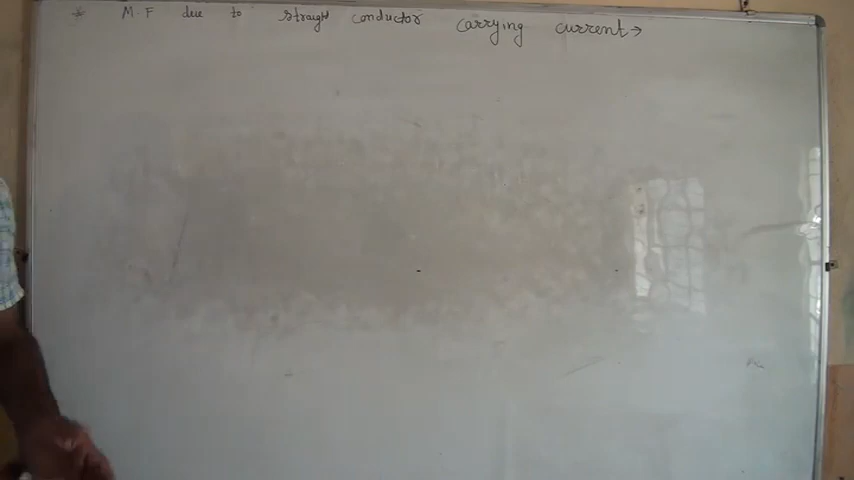 * M.F due to straight conductor carrying current →